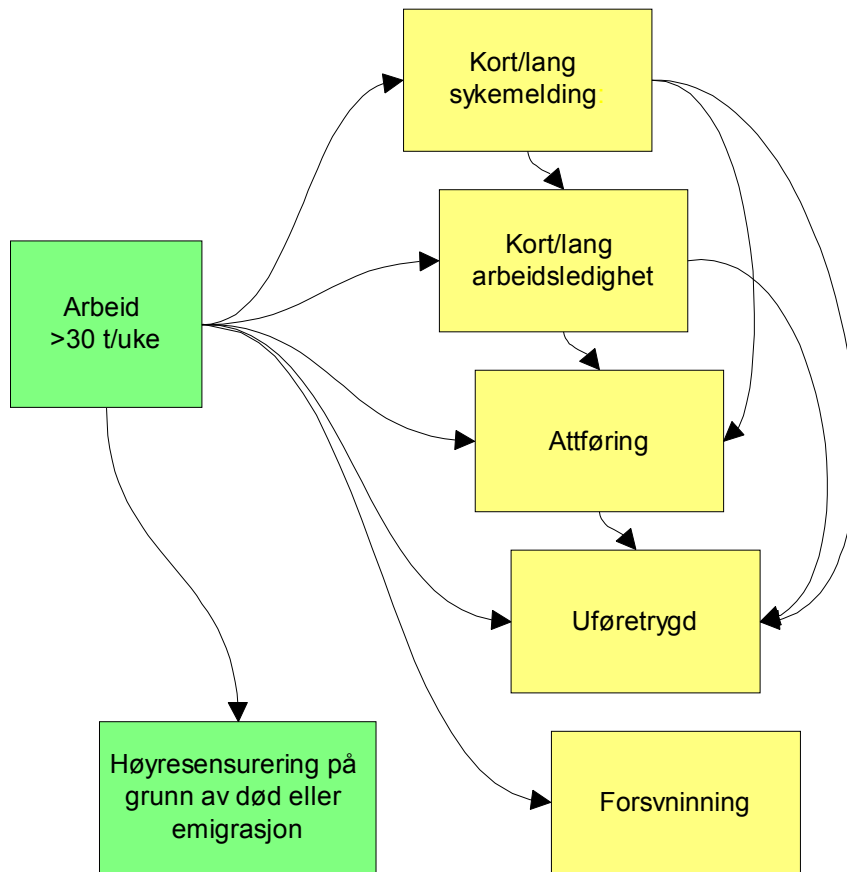 Kort/lang
sykemelding
Kort/lang
arbeidsledighet
Arbeid
>30 t/uke
Attføring
Uføretrygd
Høyresensurering på
grunn av død eller
emigrasjon
Forsvninning